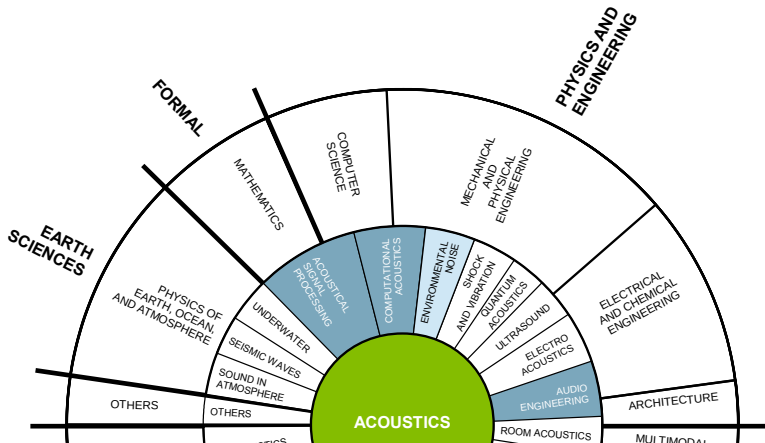 PHYSICS AND
ENGINEERING
FORMAL
EARTH
SCIENCES
COMPUTER
SCIENCE
MECHANICAL
AND
PHYSICAL
ENGINEERING
MATHEMATICS
ELECTRICAL
AND CHEMICAL
ENGINEERING
PHYSICS OF
EARTH, OCEAN,
AND ATMOSPHERE
ACOUSTICAL
SIGNAL
PROCESSING
COMPUTATIONAL
ACOUSTICS
ENVIRONMENTAL
NOISE
SHOCK
AND VIBRATION
QUANTUM
ACOUSTICS
ULTRASOUND
ELECTRO
ACOUSTICS
UNDERWATER
SEISMIC WAVES
SOUND IN
ATMOSPHERE
AUDIO
ENGINEERING
ARCHITECTURE
OTHERS
OTHERS
ACOUSTICS
ROOM ACOUSTICS
MULTIMODAL